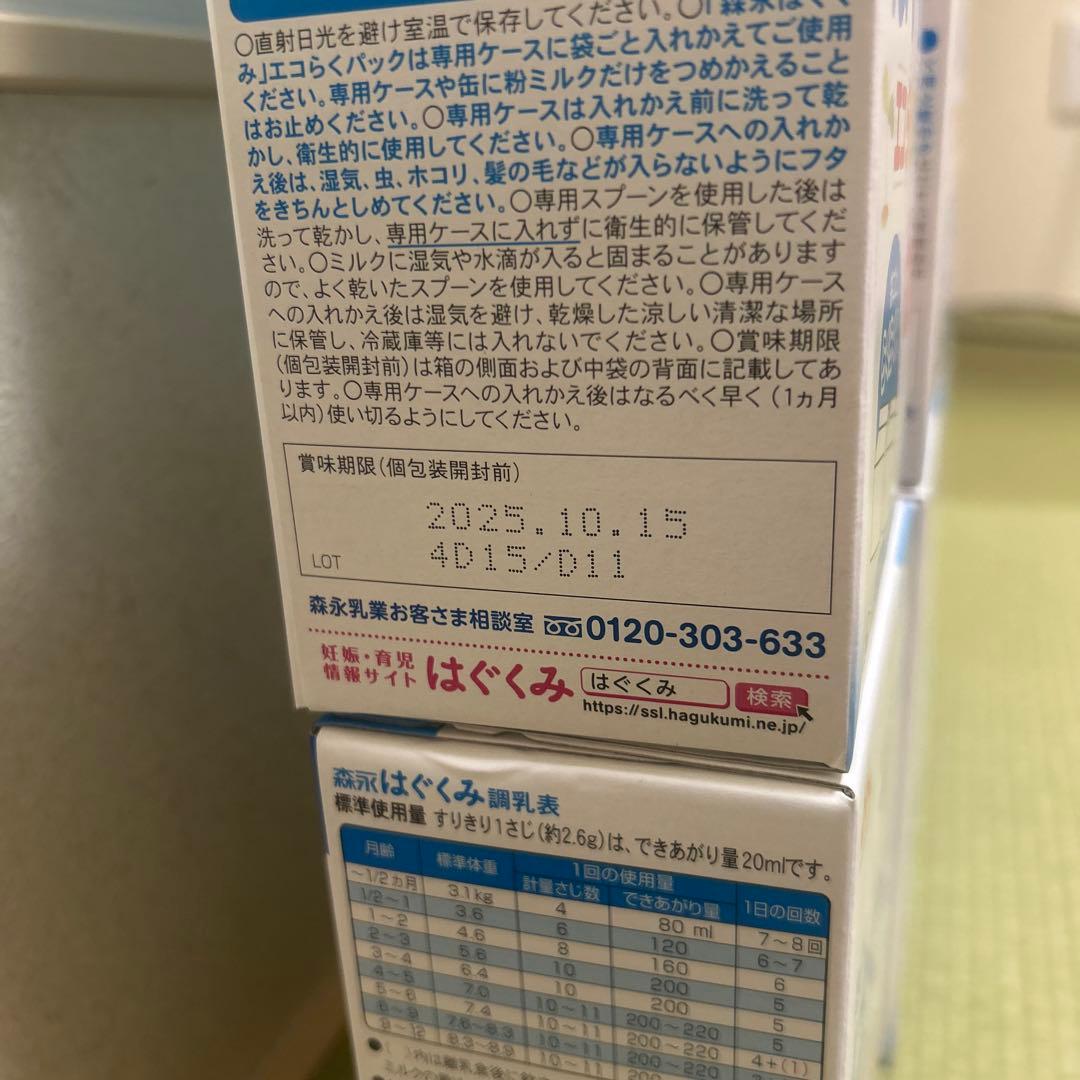 ○直射日光を避け室温で保存してください。○「森永はぐく
み」エコらくパックは専用ケースに袋ごと入れかえてご使用
ください。専用ケースや缶に粉ミルクだけをつめかえること
はお止めください。○専用ケースは入れかえ前に洗って乾
かし、衛生的に使用してください。○専用ケースへの入れか
え後は、湿気、虫、ホコリ、髪の毛などが入らないようにフタ
をきちんとしめてください。○専用スプーンを使用した後は
洗って乾かし、専用ケースに入れずに衛生的に保管してくだ
さい。○ミルクに湿気や水滴が入ると固まることがあります
ので、よく乾いたスプーンを使用してください。○専用ケース
への入れかえ後は湿気を避け、乾燥した涼しい清潔な場所
に保管し、冷蔵庫等には入れないでください。○賞味期限
(個包装開封前)は箱の側面および中袋の背面に記載してあ
ります。○専用ケースへの入れかえ後はなるべく早く(1ヵ月
以内)使い切るようにしてください。
賞味期限(個包装開封前)
2025.10.15
LOT 4D15/D11
森永乳業お客さま相談室 0120-303-633
妊娠・育児
情報サイト はぐくみ はぐくみ 検索
https://ssl.hagukumi.ne.jp/
森永はぐくみ調乳表
標準使用量 すりきり1さじ(約2.6g)は、できあがり量20mlです。
月齢 標準体重 1回の使用量 1日の回数
計量さじ数 できあがり量
~1/2ヵ月 3.1kg 4 80ml 7~8回
1/2~1 3.6 6 120 6~7
1~2 4.6 8 160 6
2~3 5.6 10 200 5
3~4 6.4 10 200 5
4~5 7.0 10~11 200~220 5
5~6 7.4 10~11 200~220 4+(1)
6~9 7.6~8.3 10~11 200~220
9~12 8.3~8.9 10~11